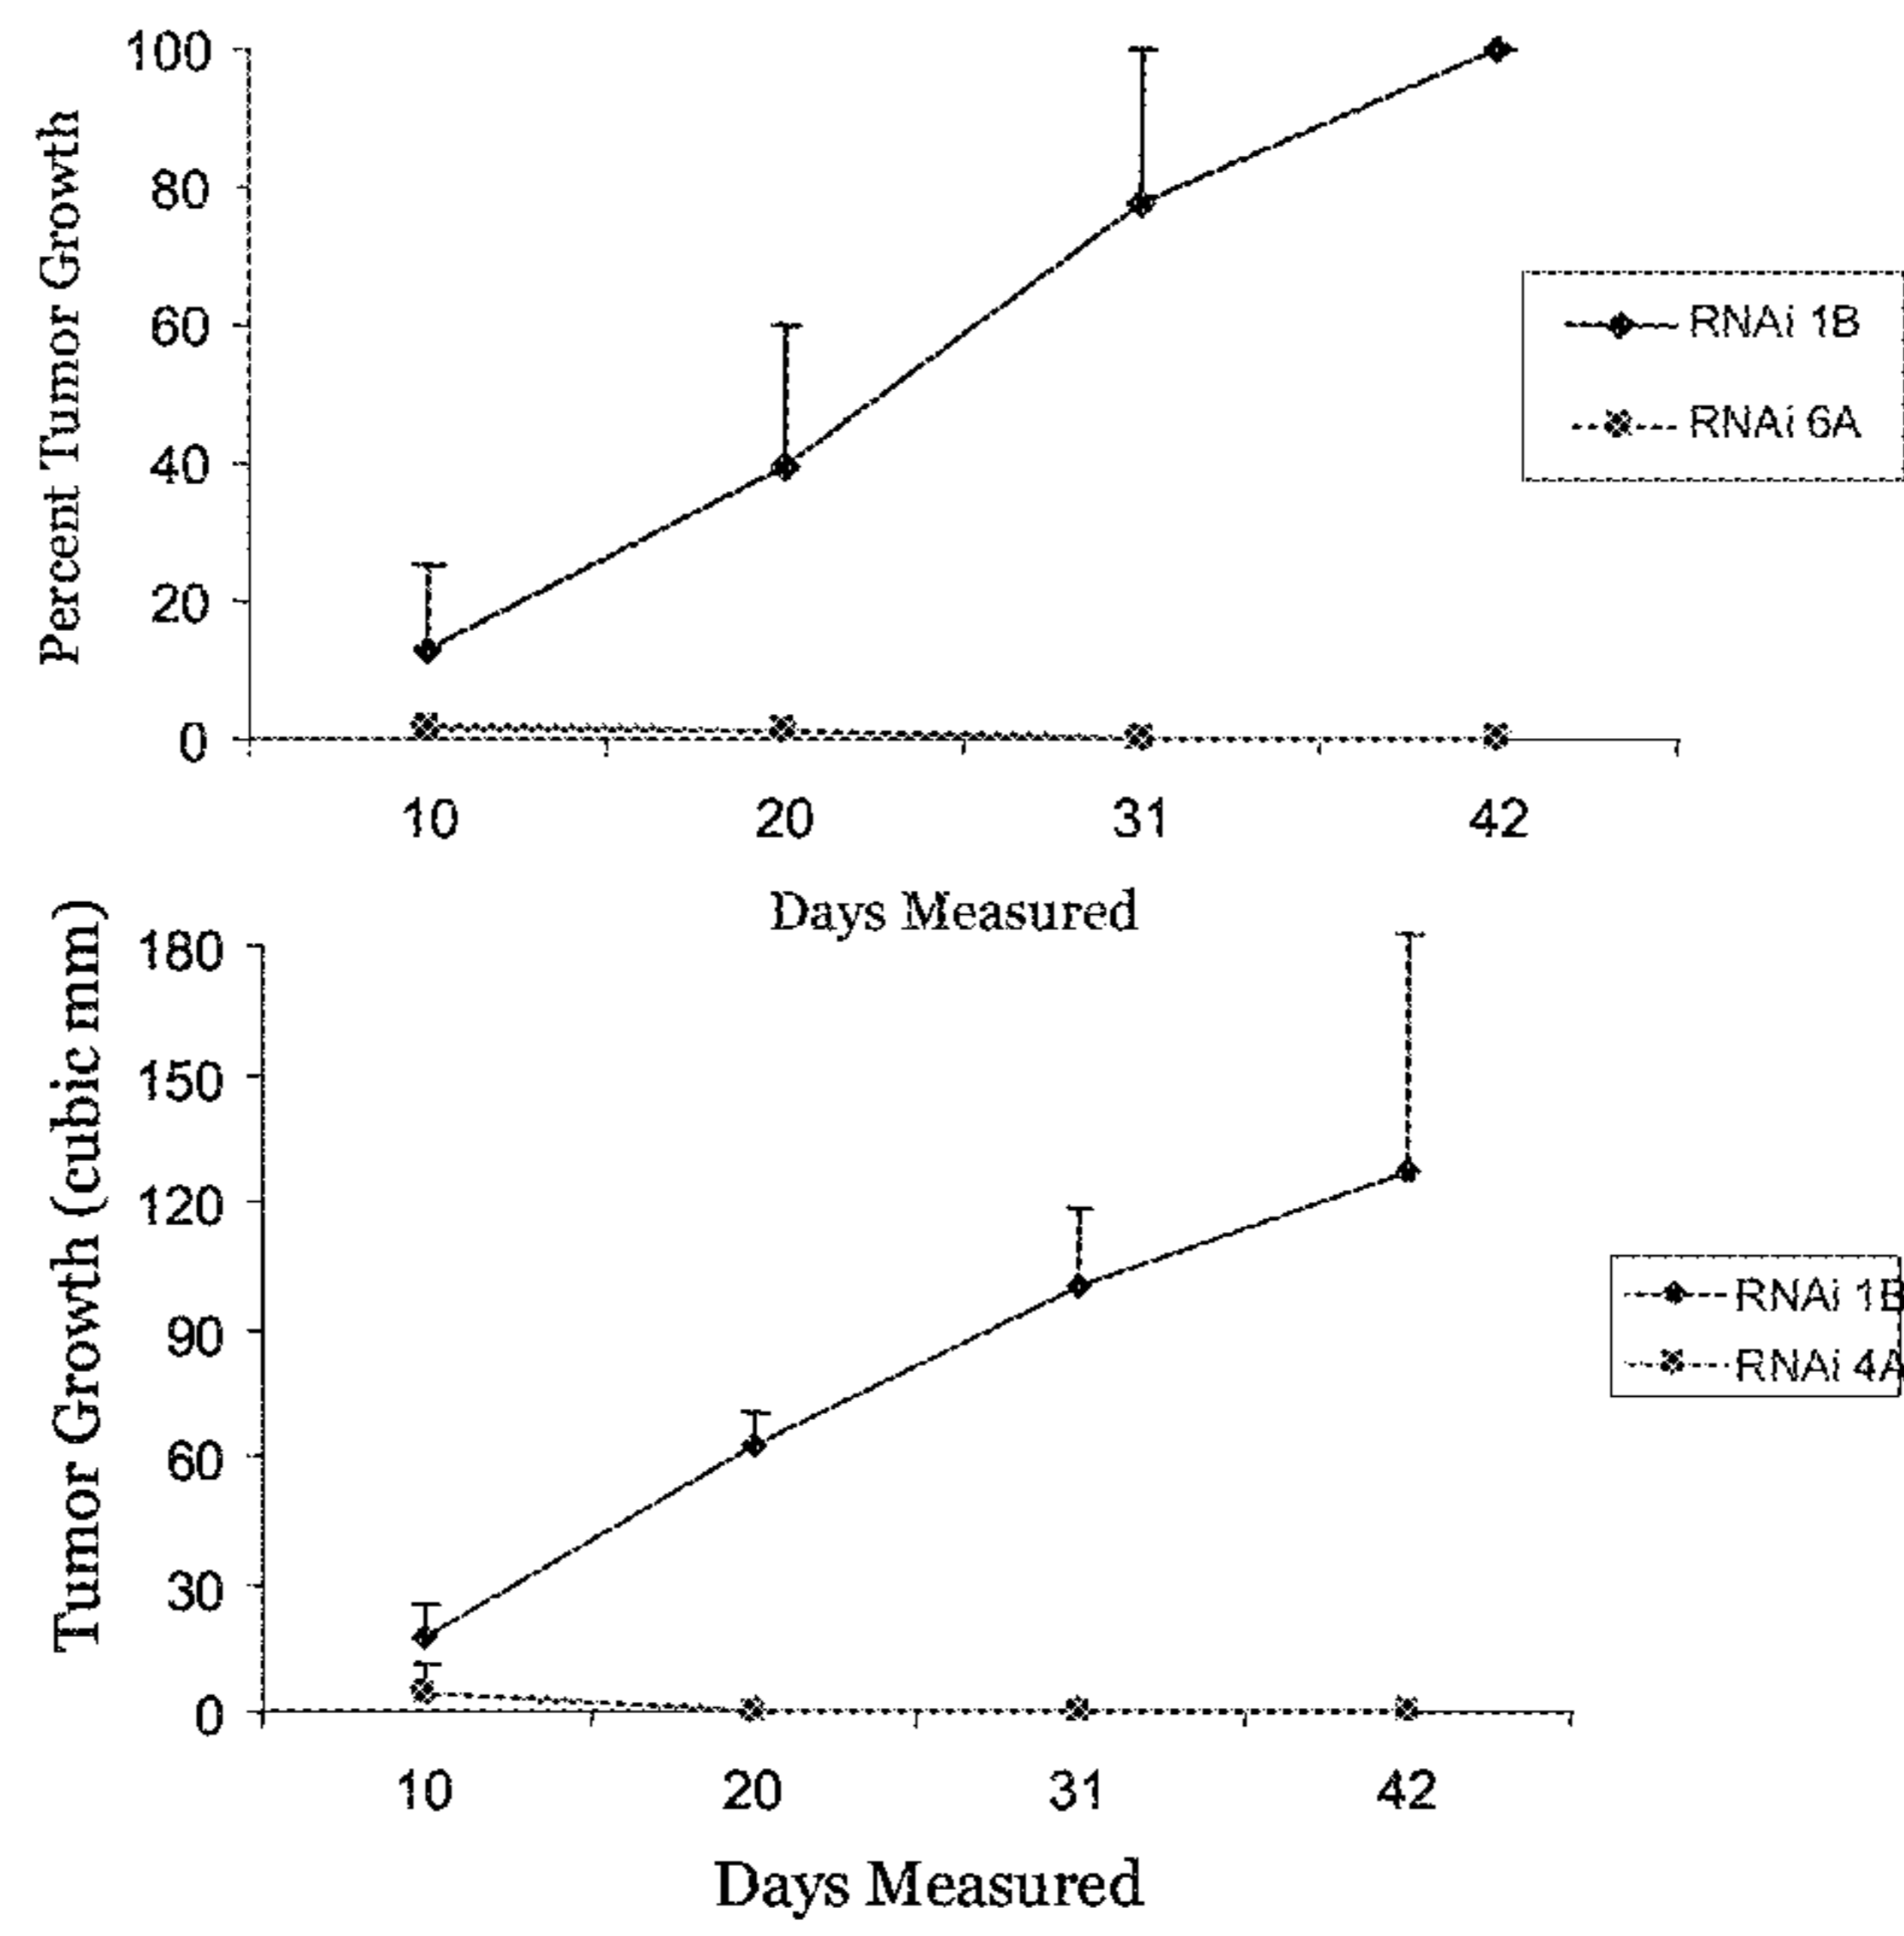 Percent Tumor Growth
100
80
60
40
20
0
10 20 31 42
Days Measured
RNAi 1B
RNAi 6A
Tumor Growth (cubic mm)
180
150
120
90
60
30
0
10 20 31 42
Days Measured
RNAi 1B
RNAi 4A